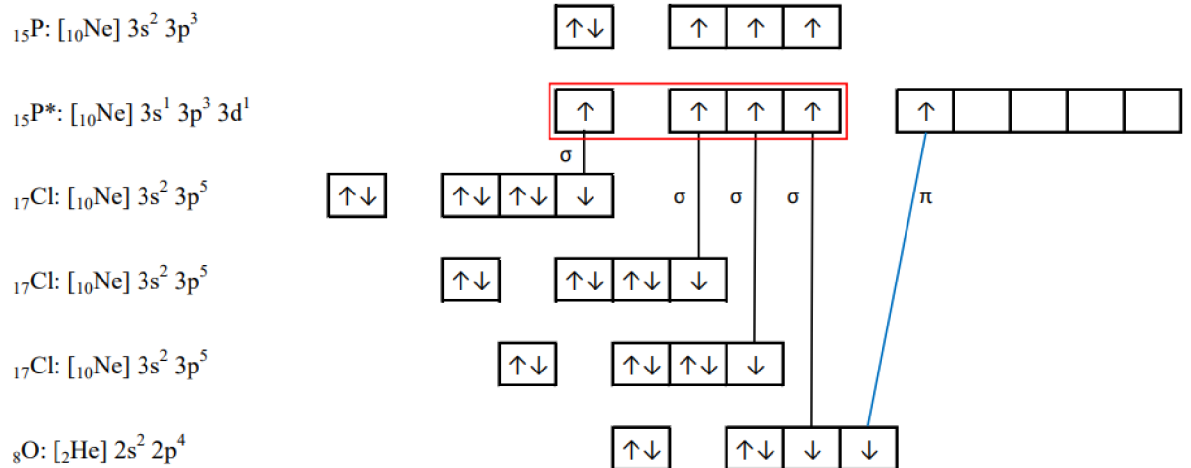 ₁₅P: [₁₀Ne] 3s² 3p³ ↑↓ ↑ ↑ ↑
₁₅P*: [₁₀Ne] 3s¹ 3p³ 3d¹ ↑ ↑ ↑ ↑ ↑
σ
₁₇Cl: [₁₀Ne] 3s² 3p⁵ ↑↓ ↑↓ ↑↓ ↓ σ σ σ π
₁₇Cl: [₁₀Ne] 3s² 3p⁵ ↑↓ ↑↓ ↑↓ ↓
₁₇Cl: [₁₀Ne] 3s² 3p⁵ ↑↓ ↑↓ ↑↓ ↓
₈O: [₂He] 2s² 2p⁴ ↑↓ ↑↓ ↓ ↓